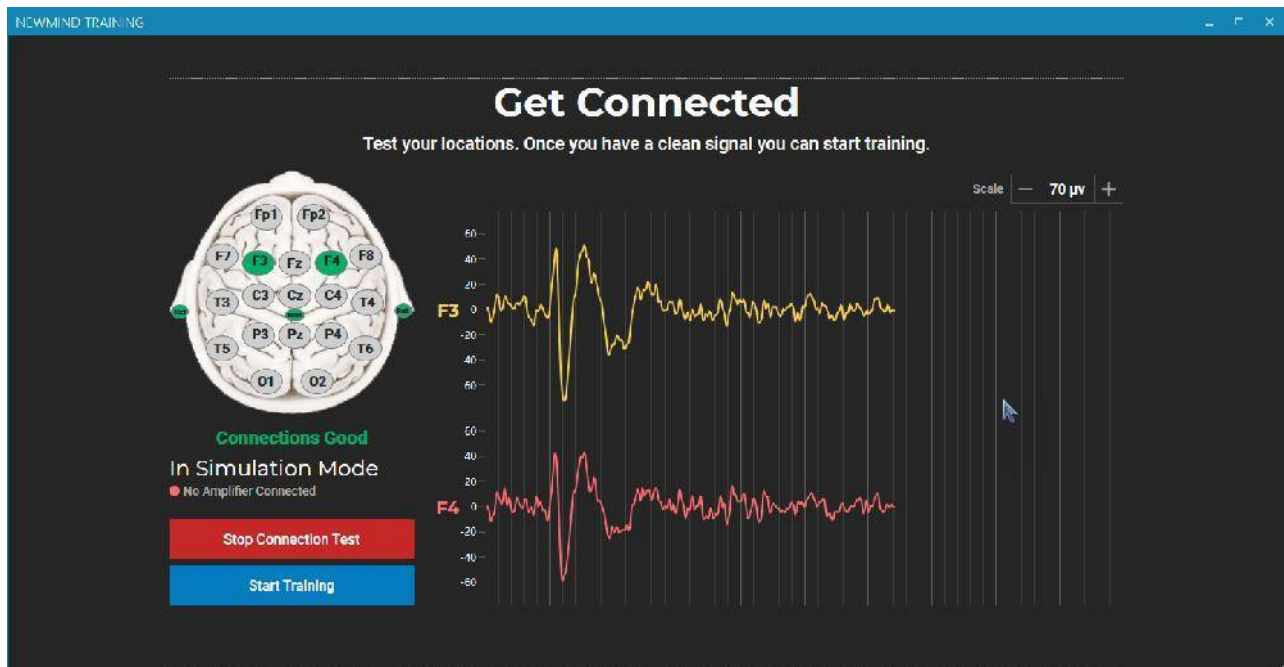 NEWMIND TRAINING
Get Connected
Test your locations. Once you have a clean signal you can start training.
Scale — 70 µv +
Fp1 Fp2
F7 F3 Fz F4 F8
T3 C3 Cz C4 T4
T5 P3 Pz P4 T6
O1 O2
Connections Good
In Simulation Mode
No Amplifier Connected
Stop Connection Test
Start Training
F3
60
40
20
0
-20
40
60
F4
60
40
20
0
-20
-40
-60